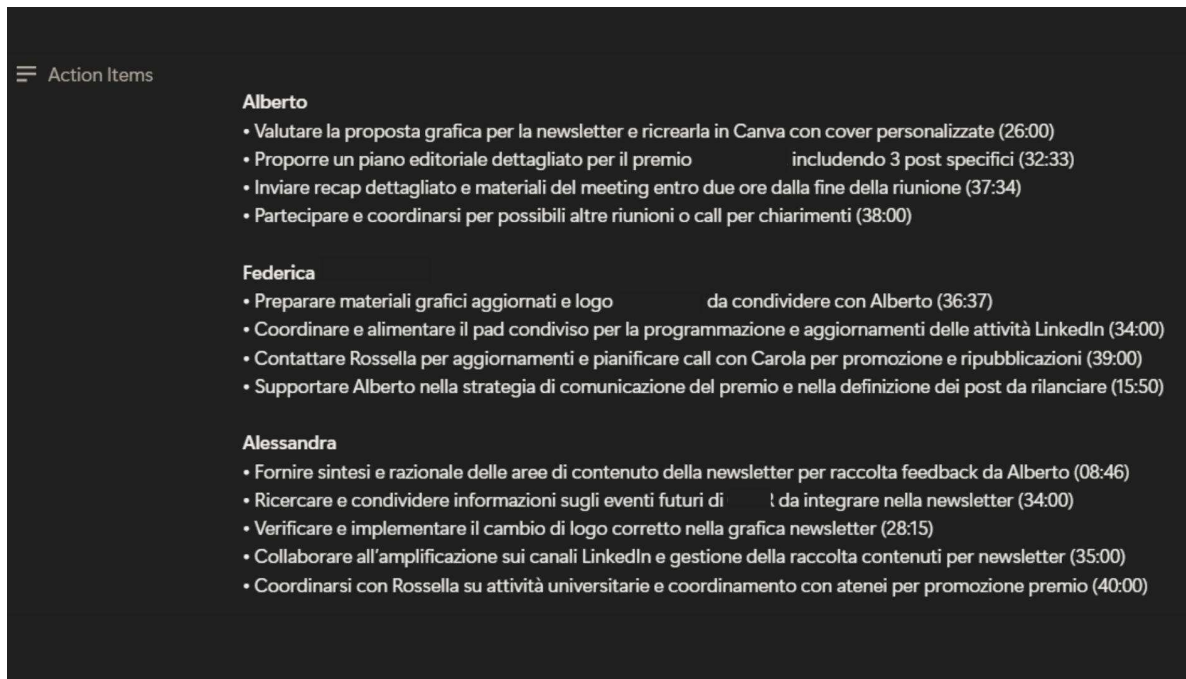 Action Items
Alberto
• Valutare la proposta grafica per la newsletter e ricrearla in Canva con cover personalizzate (26:00)
• Proporre un piano editoriale dettagliato per il premio includendo 3 post specifici (32:33)
• Inviare recap dettagliato e materiali del meeting entro due ore dalla fine della riunione (37:34)
• Partecipare e coordinarsi per possibili altre riunioni o call per chiarimenti (38:00)
Federica
• Preparare materiali grafici aggiornati e logo da condividere con Alberto (36:37)
• Coordinare e alimentare il pad condiviso per la programmazione e aggiornamenti delle attività LinkedIn (34:00)
• Contattare Rossella per aggiornamenti e pianificare call con Carola per promozione e ripubblicazioni (39:00)
• Supportare Alberto nella strategia di comunicazione del premio e nella definizione dei post da rilanciare (15:50)
Alessandra
• Fornire sintesi e razionale delle aree di contenuto della newsletter per raccolta feedback da Alberto (08:46)
• Ricercare e condividere informazioni sugli eventi futuri di da integrare nella newsletter (34:00)
• Verificare e implementare il cambio di logo corretto nella grafica newsletter (28:15)
• Collaborare all'amplificazione sui canali LinkedIn e gestione della raccolta contenuti per newsletter (35:00)
• Coordinarsi con Rossella su attività universitarie e coordinamento con atenei per promozione premio (40:00)